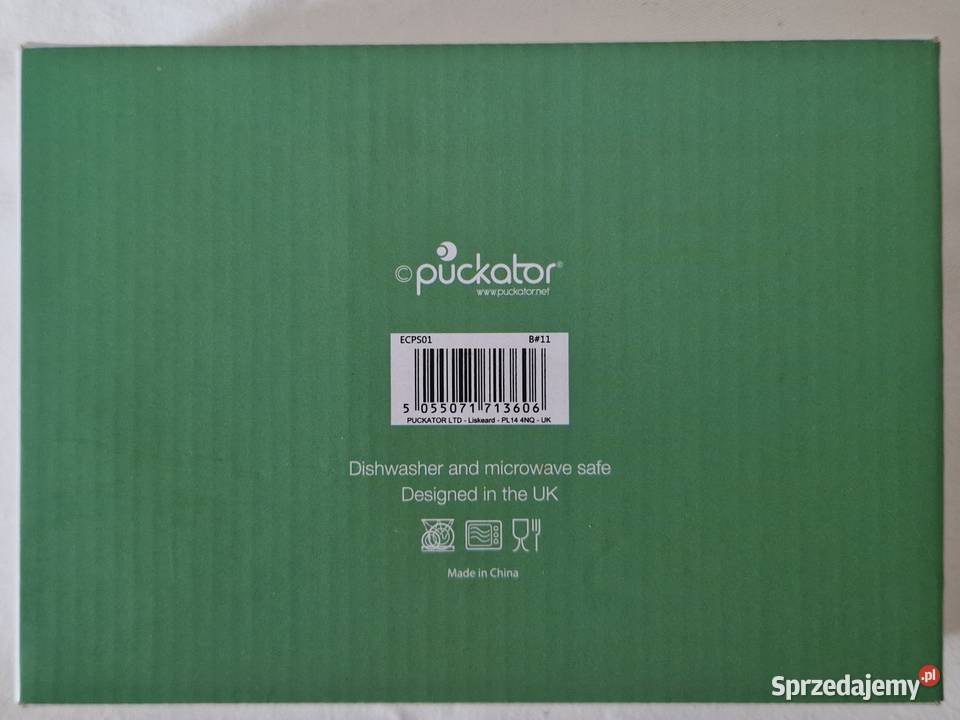 © puckator®
www.puckator.net
ECPS01 B#11
5 055071 713606
PUCKATOR LTD - Liskeard - PL14 4NQ - UK
Dishwasher and microwave safe
Designed in the UK
Made in China
Sprzedajemy.pl